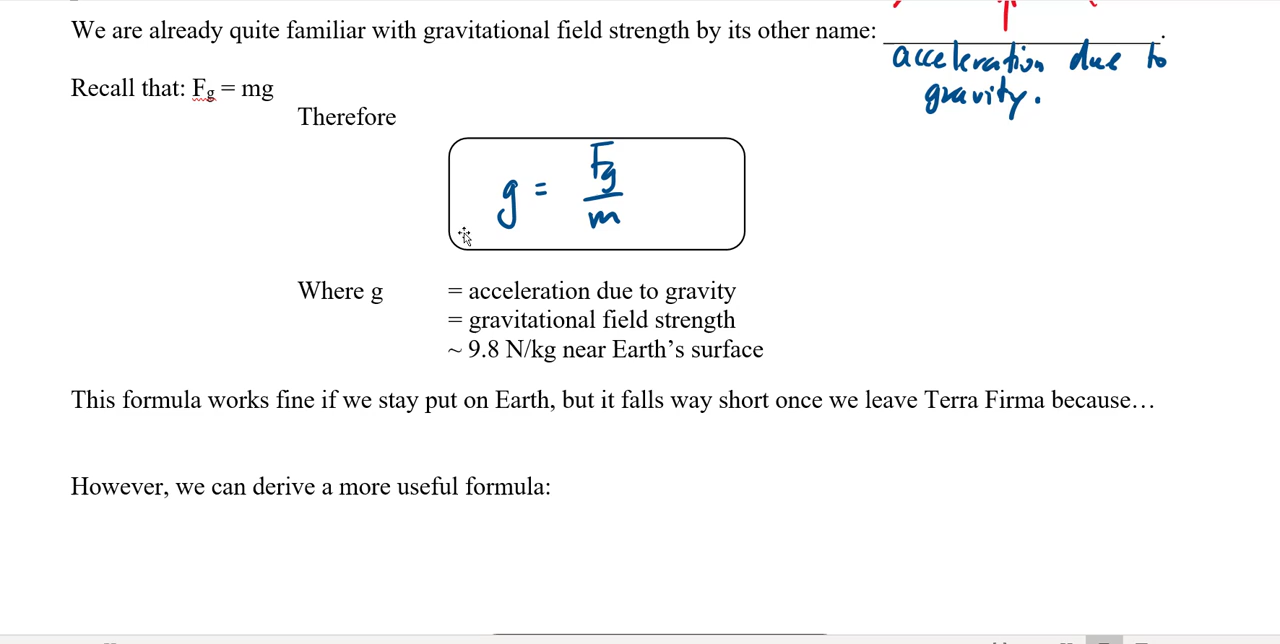 We are already quite familiar with gravitational field strength by its other name: ____________________.
acceleration due to
gravity.
Recall that: Fg = mg
Therefore
g = Fg/m
Where g = acceleration due to gravity
= gravitational field strength
~ 9.8 N/kg near Earth’s surface
This formula works fine if we stay put on Earth, but it falls way short once we leave Terra Firma because…
However, we can derive a more useful formula: